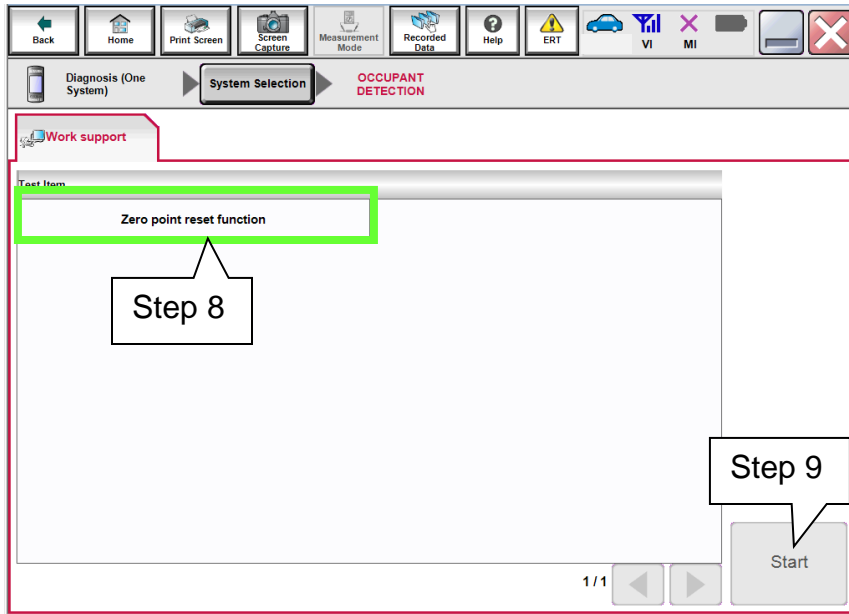 Back
Home
Print Screen
Screen
Capture
Measurement
Mode
Recorded
Data
Help
ERT
VI
MI
Diagnosis (One
System)
System Selection
OCCUPANT
DETECTION
Work support
Test Item
Zero point reset function
Step 8
Step 9
Start
1/1